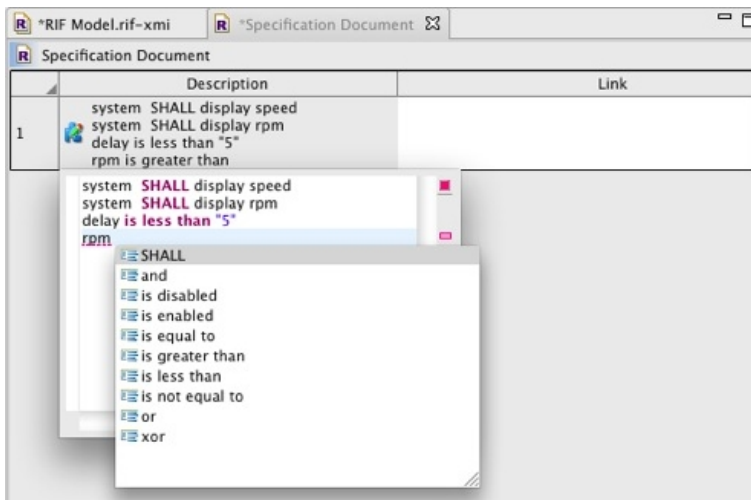 *RIF Model.rif-xmi
*Specification Document
Specification Document
Description Link
1
system SHALL display speed
system SHALL display rpm
delay is less than "5"
rpm is greater than
system SHALL display speed
system SHALL display rpm
delay is less than "5"
rpm
SHALL
and
is disabled
is enabled
is equal to
is greater than
is less than
is not equal to
or
xor